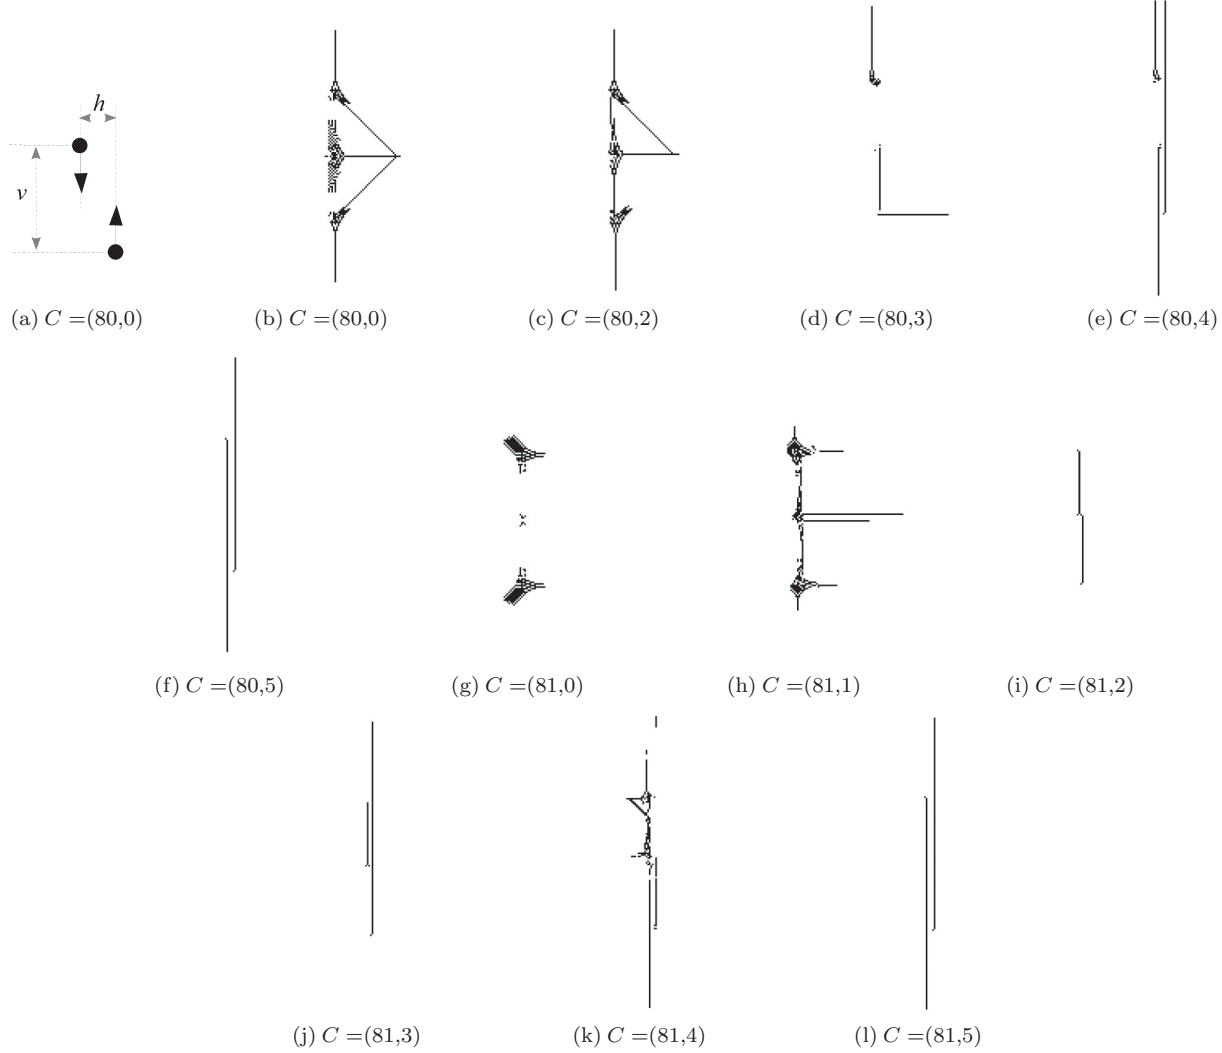 h
v
(a) C =(80,0)
(b) C =(80,0)
(c) C =(80,2)
(d) C =(80,3)
(e) C =(80,4)
(f) C =(80,5)
(g) C =(81,0)
(h) C =(81,1)
(i) C =(81,2)
(j) C =(81,3)
(k) C =(81,4)
(l) C =(81,5)